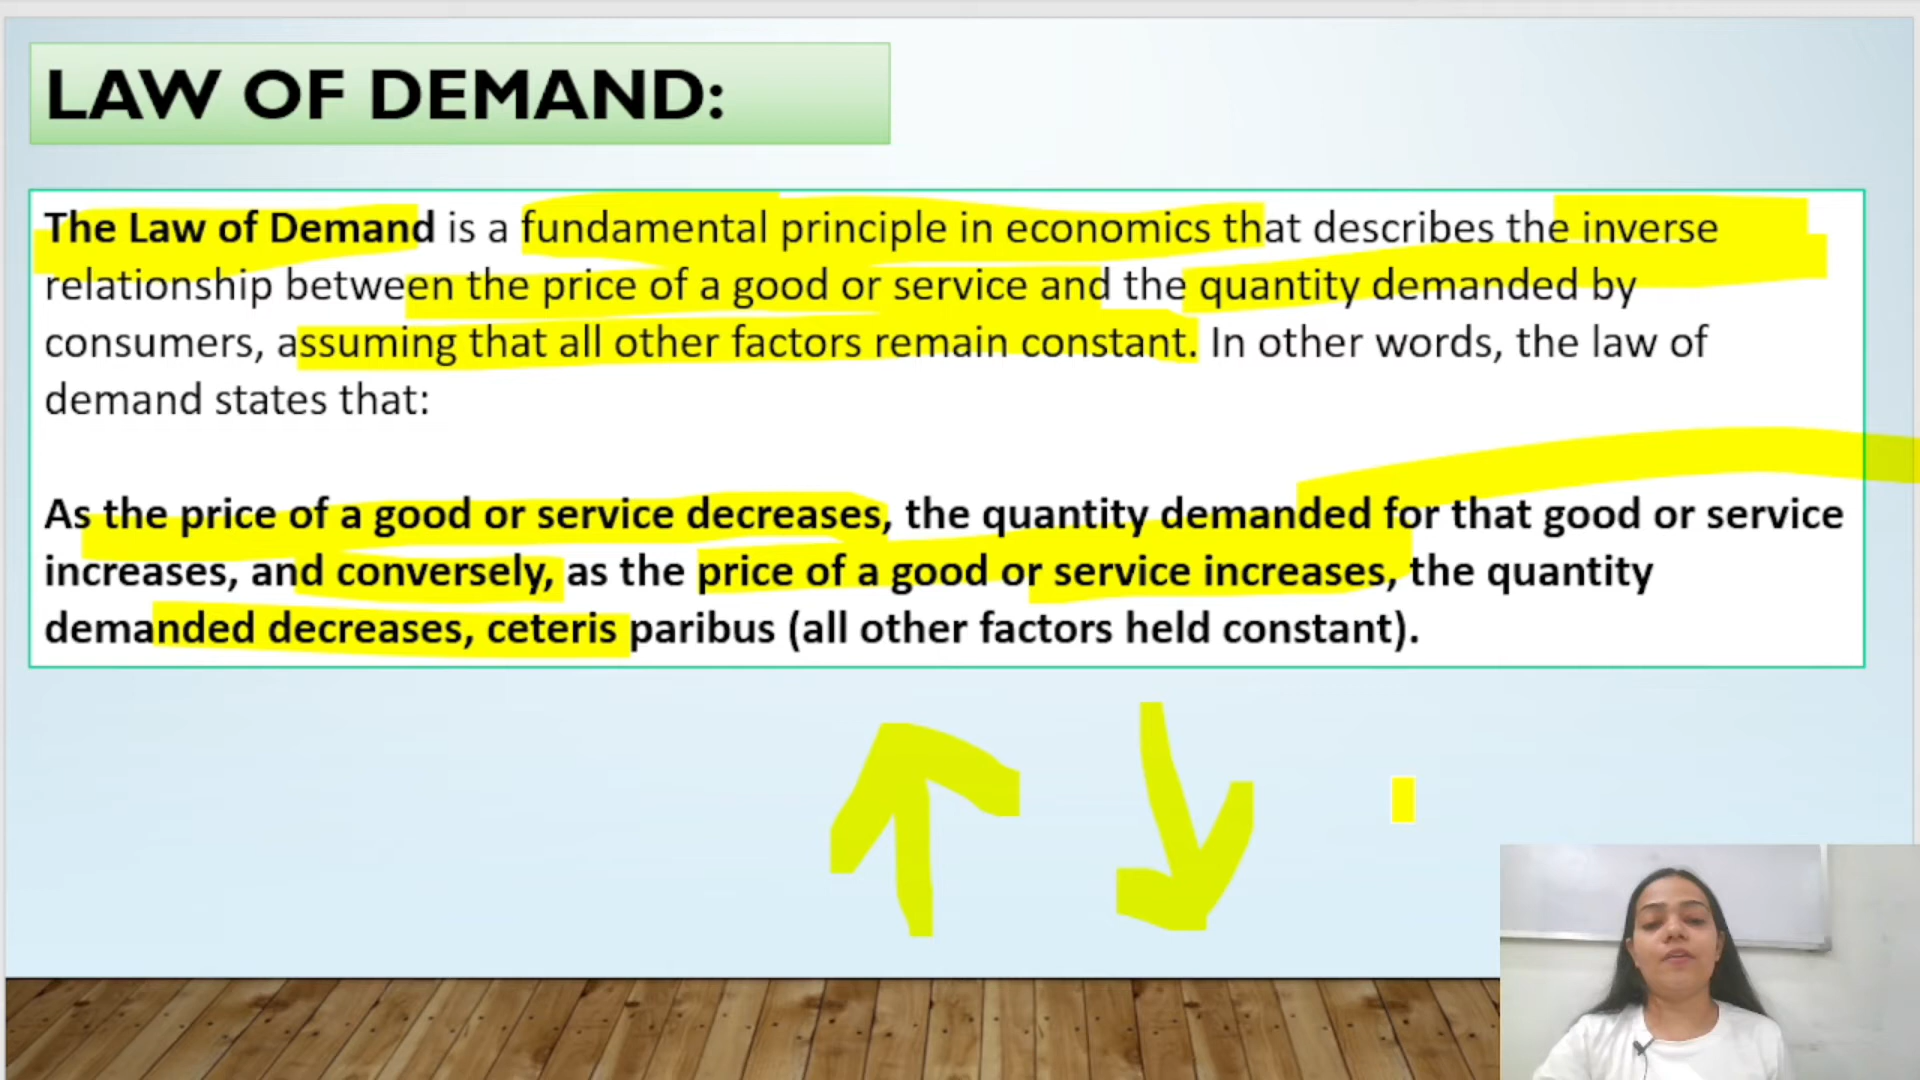 LAW OF DEMAND:
The Law of Demand is a fundamental principle in economics that describes the inverse
relationship between the price of a good or service and the quantity demanded by
consumers, assuming that all other factors remain constant. In other words, the law of
demand states that:
As the price of a good or service decreases, the quantity demanded for that good or service
increases, and conversely, as the price of a good or service increases, the quantity
demanded decreases, ceteris paribus (all other factors held constant).